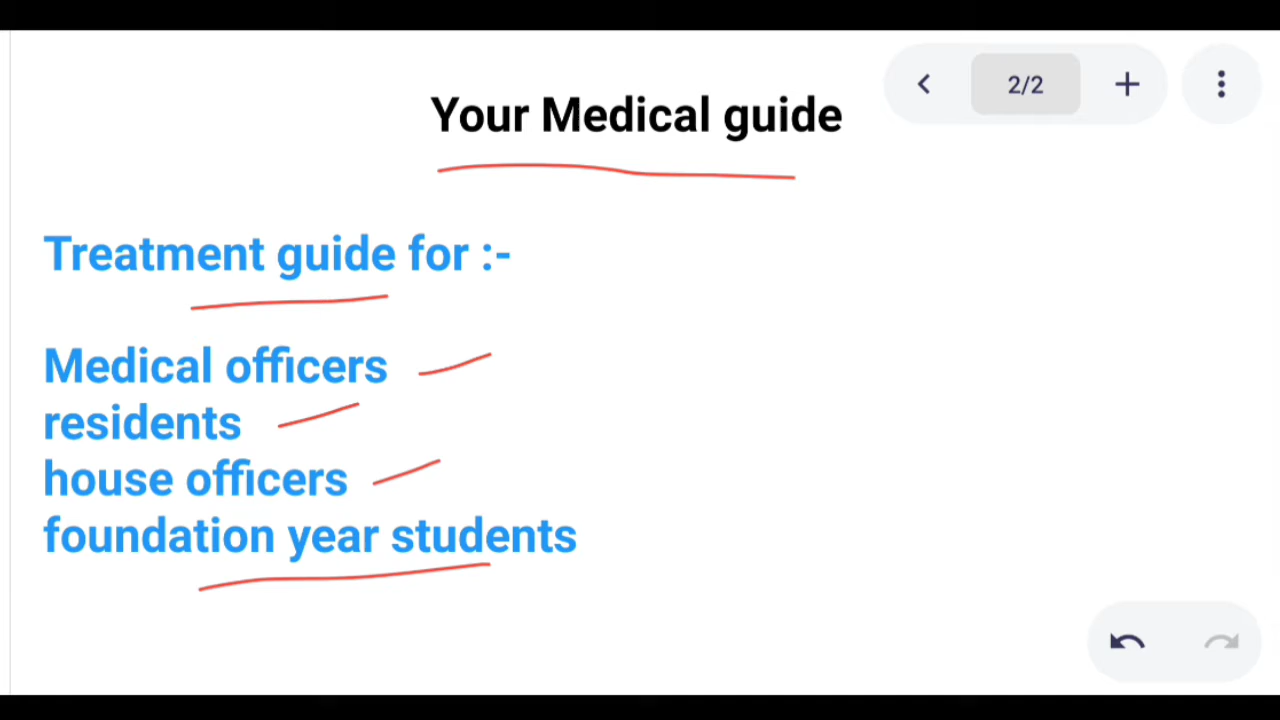 Your Medical guide
2/2
Treatment guide for :-
Medical officers
residents
house officers
foundation year students